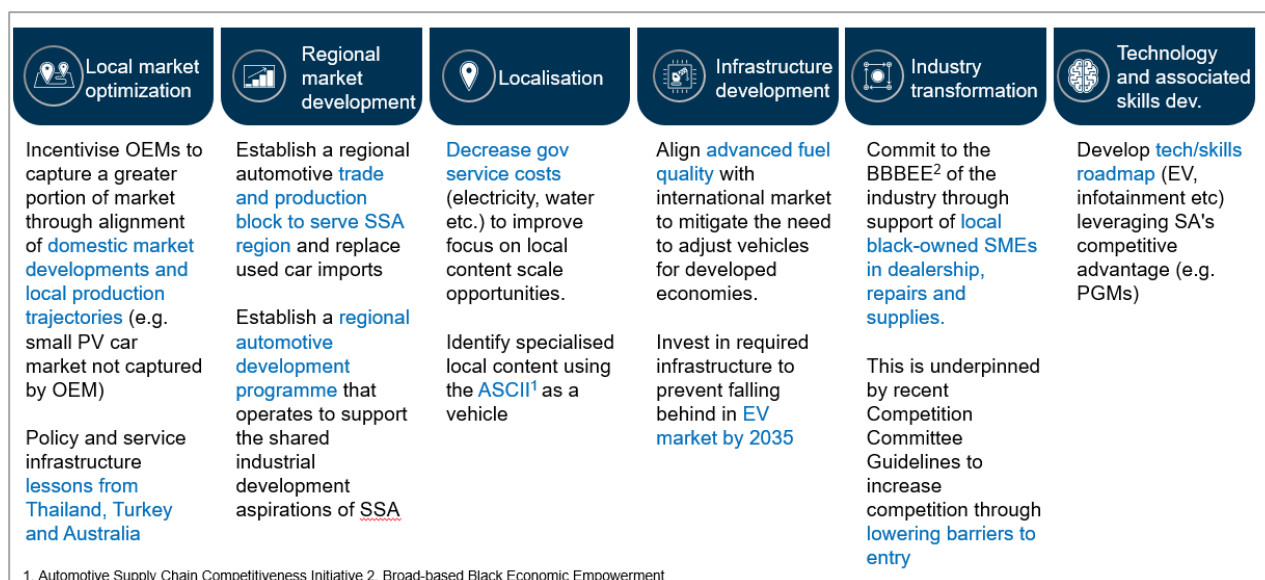 Local market
optimization
Regional
market
development
Localisation
Infrastructure
development
Industry
transformation
Technology
and associated
skills dev.
Incentivise OEMs to
capture a greater
portion of market
through alignment
of domestic market
developments and
local production
trajectories (e.g.
small PV car
market not captured
by OEM)
Policy and service
infrastructure
lessons from
Thailand, Turkey
and Australia
Establish a regional
automotive trade
and production
block to serve SSA
region and replace
used car imports
Establish a regional
automotive
development
programme that
operates to support
the shared
industrial
development
aspirations of SSA
Decrease gov
service costs
(electricity, water
etc.) to improve
focus on local
content scale
opportunities.
Identify specialised
local content using
the ASCII¹ as a
vehicle
Align advanced fuel
quality with
international market
to mitigate the need
to adjust vehicles
for developed
economies.
Invest in required
infrastructure to
prevent falling
behind in EV
market by 2035
Commit to the
BBBEE² of the
industry through
support of local
black-owned SMEs
in dealership,
repairs and
supplies.
This is underpinned
by recent
Competition
Committee
Guidelines to
increase
competition through
lowering barriers to
entry
Develop tech/skills
roadmap (EV,
infotainment etc)
leveraging SA's
competitive
advantage (e.g.
PGMs)
1. Automotive Supply Chain Competitiveness Initiative 2. Broad-based Black Economic Empowerment